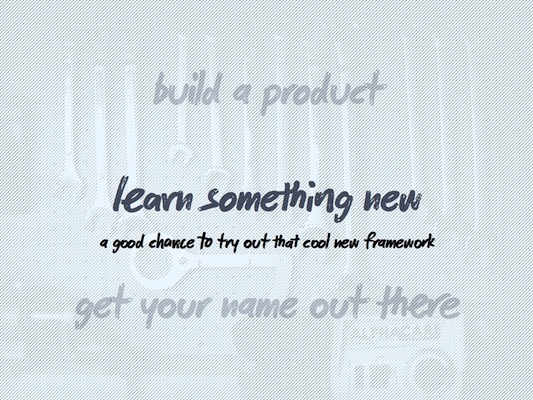 build a product
learn something new
a good chance to try out that cool new framework
get your name out there
ALPHACASE